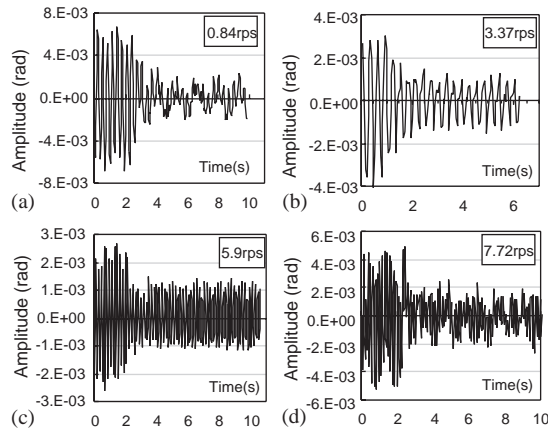 8.E-03
4.E-03
0.E+00
-4.E-03
-8.E-03
Amplitude (rad)
0.84rps
Time(s)
0 2 4 6 8 10
(a)
4.E-03
2.E-03
0.E+00
-2.E-03
-4.E-03
Amplitude (rad)
3.37rps
Time(s)
0 2 4 6
(b)
3.E-03
2.E-03
1.E-03
0.E+00
-1.E-03
-2.E-03
-3.E-03
Amplitude (rad)
5.9rps
Time(s)
0 2 4 6 8 10
(c)
6.E-03
4.E-03
2.E-03
0.E+00
-2.E-03
-4.E-03
-6.E-03
Amplitude (rad)
7.72rps
Time(s)
0 2 4 6 8 10
(d)